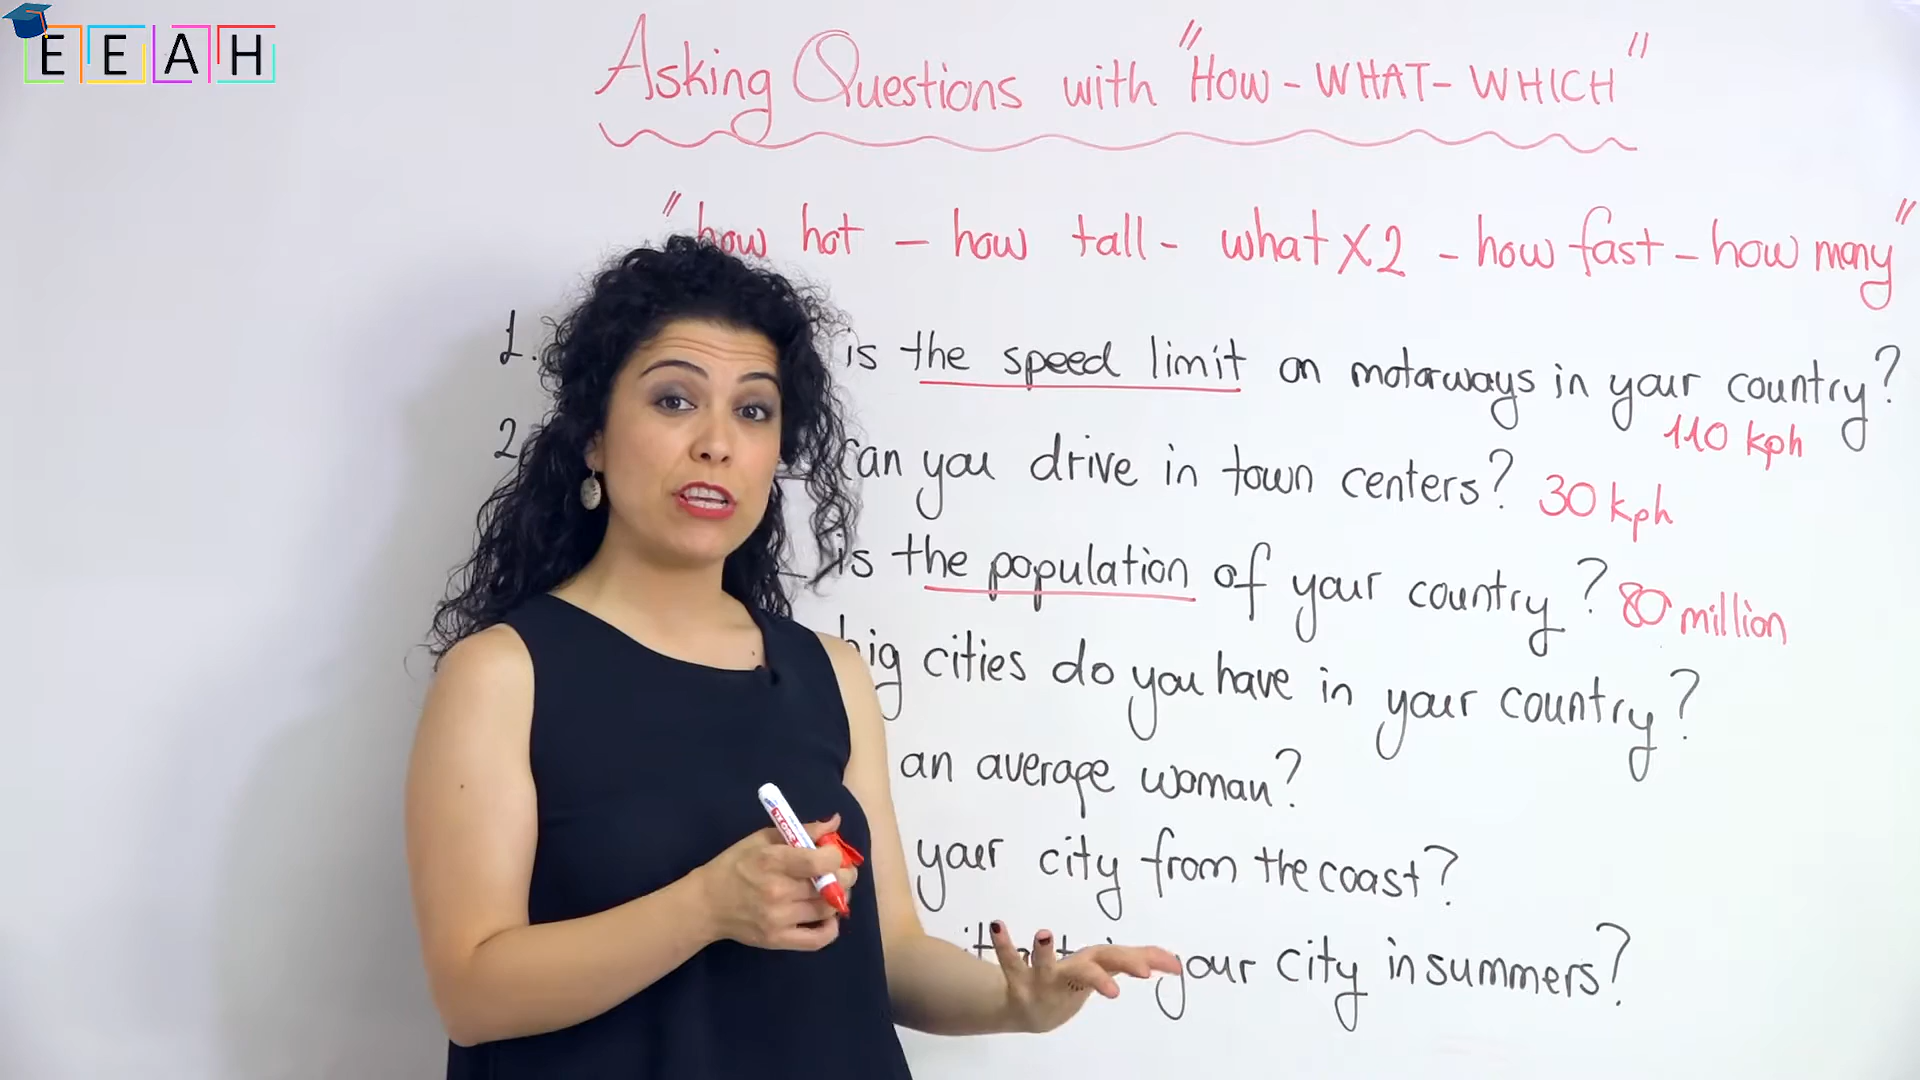 EEAH
Asking Questions with "HOW - WHAT - WHICH"
"how hot - how tall - what X2 - how fast - how many"
1. is the speed limit on motorways in your country?
110 kph
2 can you drive in town centers? 30 kph
is the population of your country? 80 million
big cities do you have in your country?
an average woman?
your city from the coast?
your city in summers?